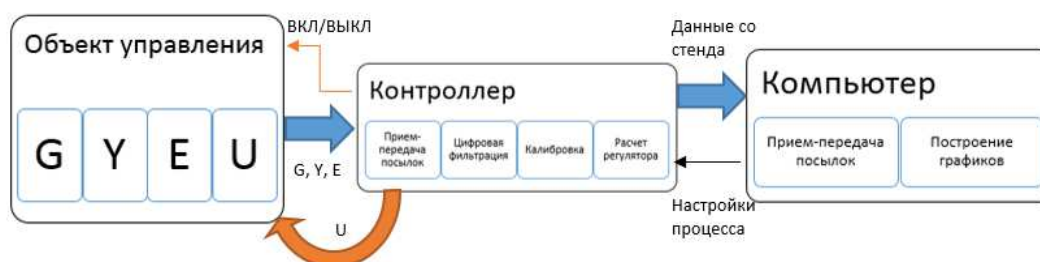 Объект управления
G
Y
E
U
ВКЛ/ВЫКЛ
G, Y, E
U
Контроллер
Прием-
передача
посылок
Цифровая
фильтрация
Калибровка
Расчет
регулятора
Данные со
стенда
Настройки
процесса
Компьютер
Прием-передача
посылок
Построение
графиков